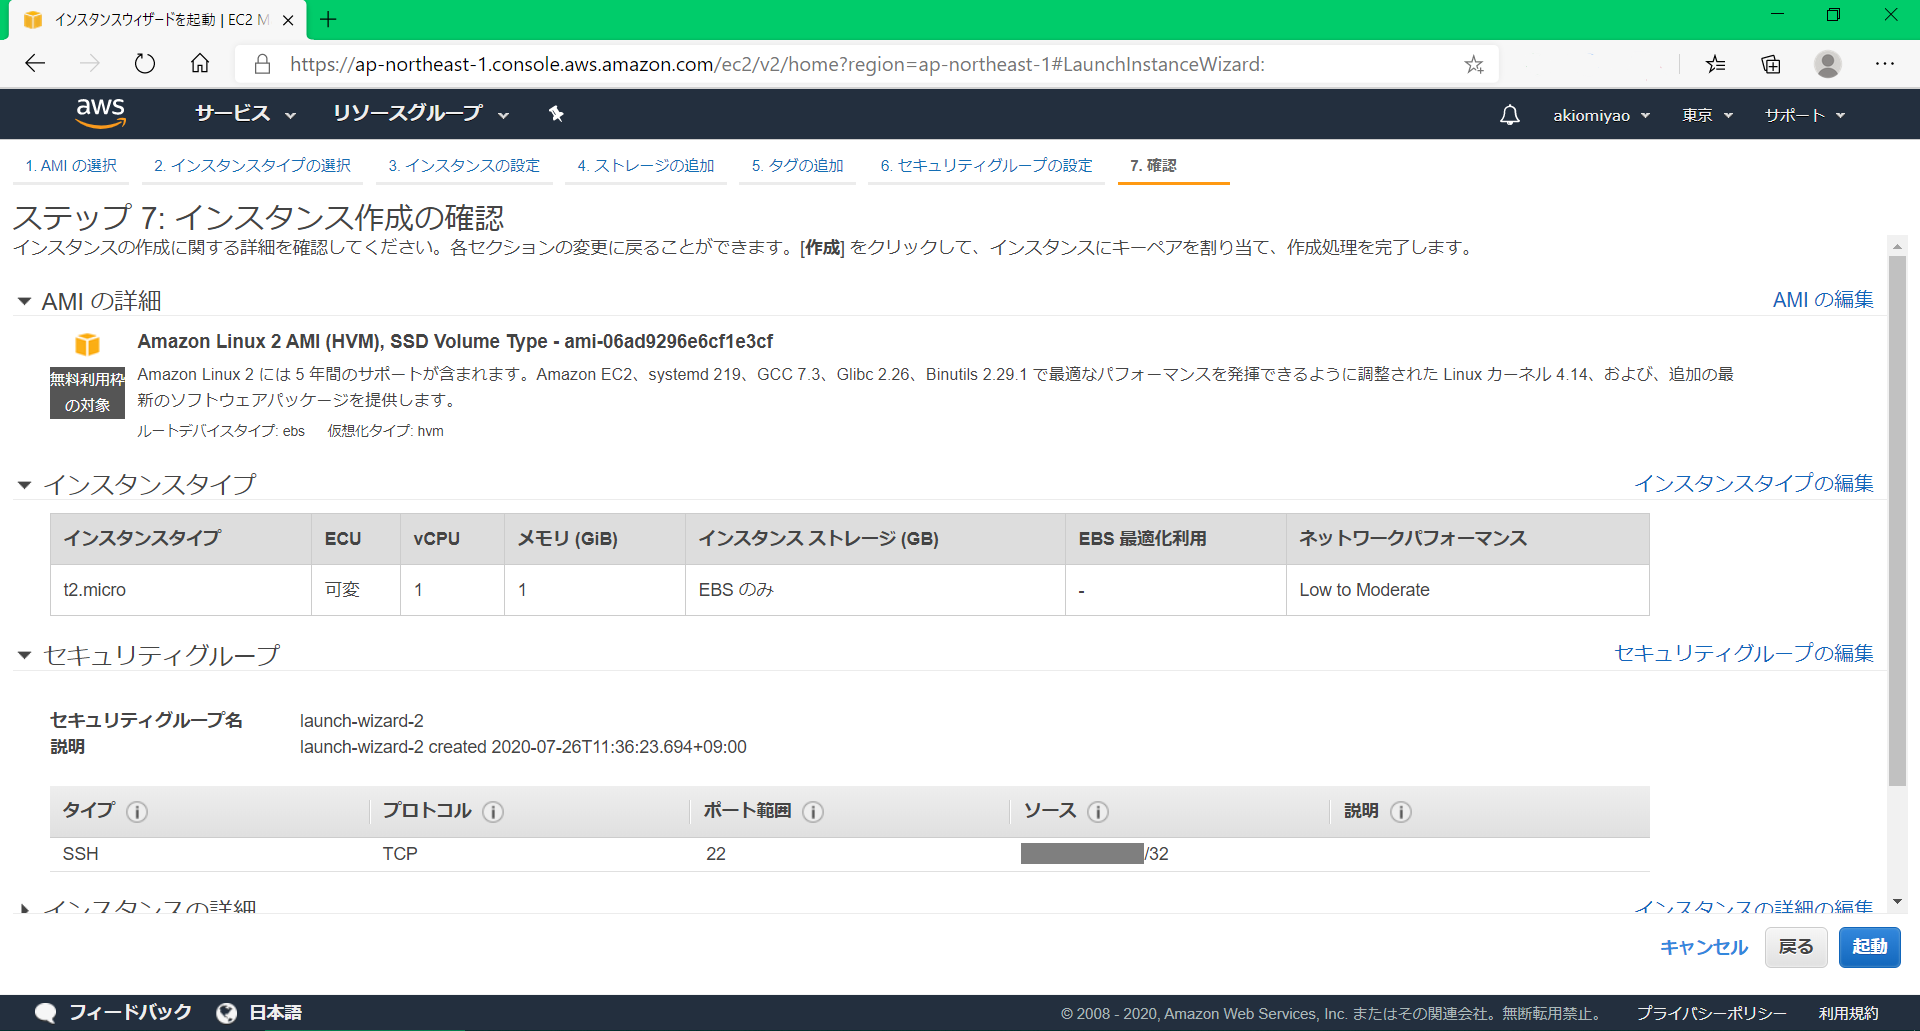 インスタンスウィザードを起動 | EC2 M
https://ap-northeast-1.console.aws.amazon.com/ec2/v2/home?region=ap-northeast-1#LaunchInstanceWizard:
aws サービス リソースグループ akiomiyao 東京 サポート
1. AMI の選択 2. インスタンスタイプの選択 3. インスタンスの設定 4. ストレージの追加 5. タグの追加 6. セキュリティグループの設定 7. 確認
ステップ 7: インスタンス作成の確認
インスタンスの作成に関する詳細を確認してください。各セクションの変更に戻ることができます。[作成] をクリックして、インスタンスにキーペアを割り当て、作成処理を完了します。
AMI の詳細 AMI の編集
Amazon Linux 2 AMI (HVM), SSD Volume Type - ami-06ad9296e6cf1e3cf
無料利用枠
の対象
Amazon Linux 2 には 5 年間のサポートが含まれます。Amazon EC2、systemd 219、GCC 7.3、Glibc 2.26、Binutils 2.29.1 で最適なパフォーマンスを発揮できるように調整された Linux カーネル 4.14、および、追加の最
新のソフトウェアパッケージを提供します。
ルートデバイスタイプ: ebs 仮想化タイプ: hvm
インスタンスタイプ インスタンスタイプの編集
インスタンスタイプ ECU vCPU メモリ (GiB) インスタンス ストレージ (GB) EBS 最適化利用 ネットワークパフォーマンス
t2.micro 可変 1 1 EBS のみ - Low to Moderate
セキュリティグループ セキュリティグループの編集
セキュリティグループ名 launch-wizard-2
説明 launch-wizard-2 created 2020-07-26T11:36:23.694+09:00
タイプ プロトコル ポート範囲 ソース 説明
SSH TCP 22 /32
インスタンスの詳細 インスタンスの詳細の編集
キャンセル 戻る 起動
フィードバック 日本語 © 2008 - 2020, Amazon Web Services, Inc. またはその関連会社。無断転用禁止。 プライバシーポリシー 利用規約